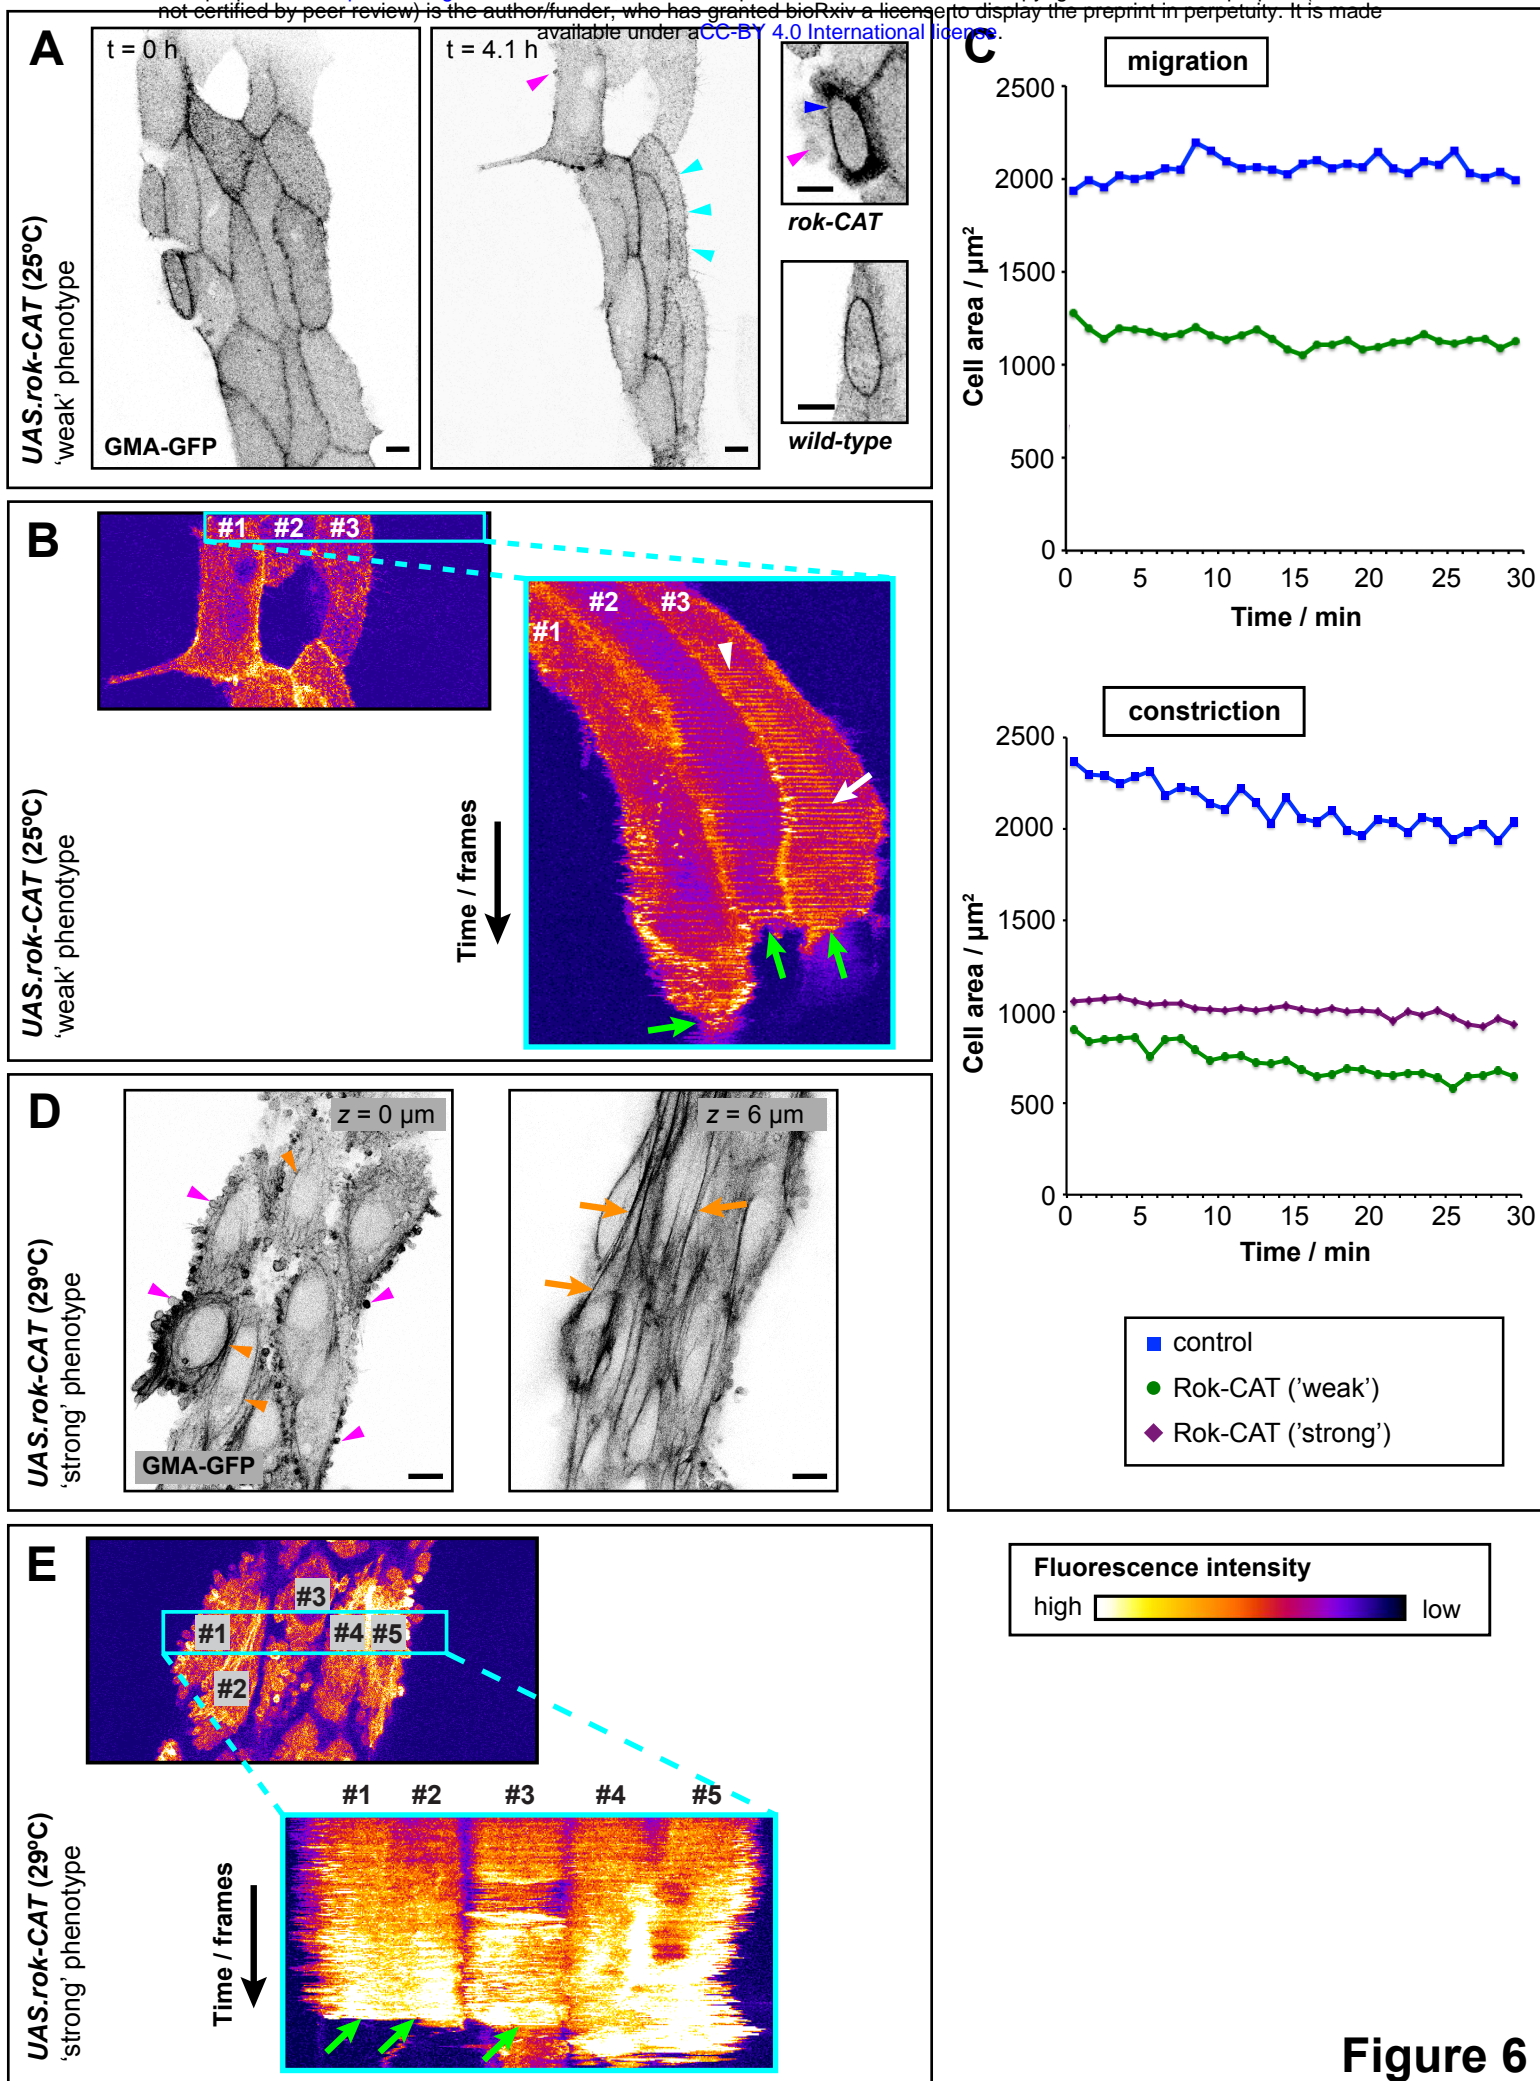 not certified by peer review) is the author/funder, who has granted bioRxiv a license to display the preprint in perpetuity. It is made
available under aCC-BY 4.0 International license.
A
t = 0 h
t = 4.1 h
UAS.rok-CAT (25ºC)
'weak' phenotype
GMA-GFP
rok-CAT
wild-type
B
#1 #2 #3
#2 #3
#1
UAS.rok-CAT (25ºC)
'weak' phenotype
Time / frames
C
migration
2500
2000
1500
1000
500
0
Cell area / µm²
0 5 10 15 20 25 30
Time / min
constriction
2500
2000
1500
1000
500
0
Cell area / µm²
0 5 10 15 20 25 30
Time / min
control
Rok-CAT ('weak')
Rok-CAT ('strong')
D
z = 0 µm
z = 6 µm
UAS.rok-CAT (29ºC)
'strong' phenotype
GMA-GFP
Fluorescence intensity
high low
E
#3
#1 #4 #5
#2
#1 #2 #3 #4 #5
UAS.rok-CAT (29ºC)
'strong' phenotype
Time / frames
Figure 6